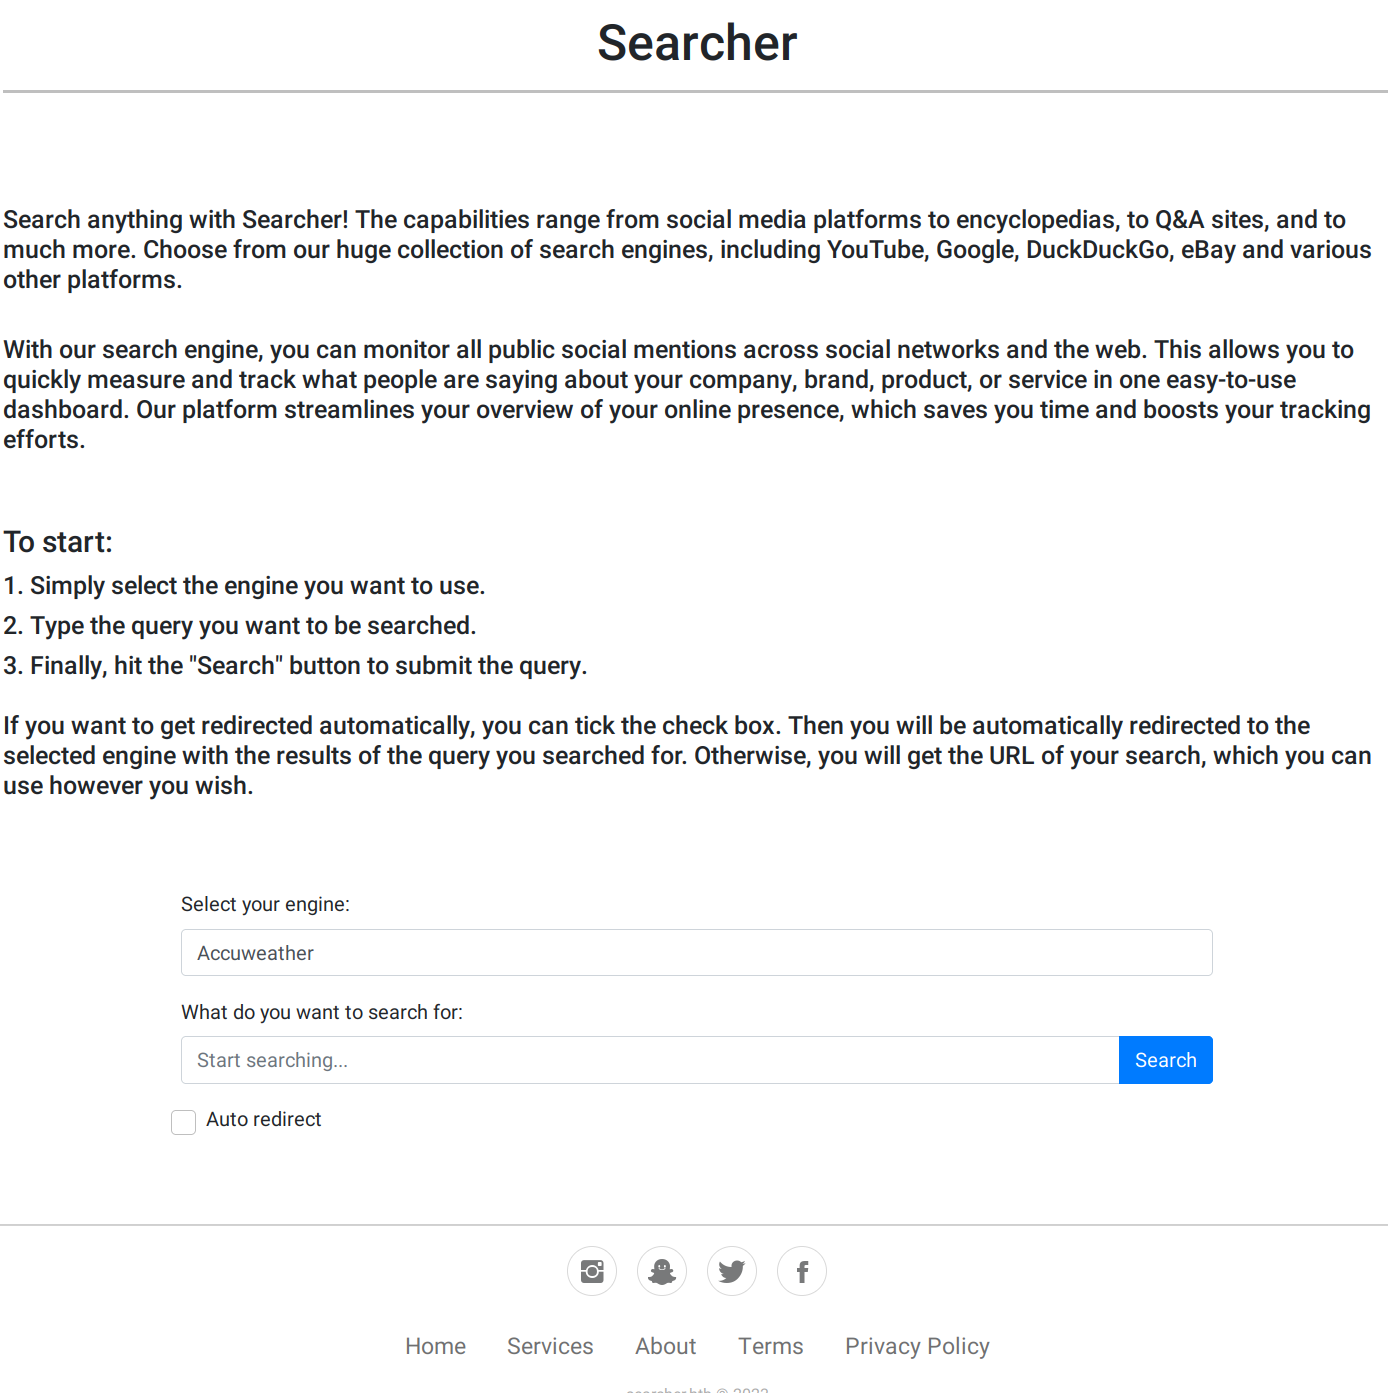 Searcher
Search anything with Searcher! The capabilities range from social media platforms to encyclopedias, to Q&A sites, and to
much more. Choose from our huge collection of search engines, including YouTube, Google, DuckDuckGo, eBay and various
other platforms.
With our search engine, you can monitor all public social mentions across social networks and the web. This allows you to
quickly measure and track what people are saying about your company, brand, product, or service in one easy-to-use
dashboard. Our platform streamlines your overview of your online presence, which saves you time and boosts your tracking
efforts.
To start:
1. Simply select the engine you want to use.
2. Type the query you want to be searched.
3. Finally, hit the "Search" button to submit the query.
If you want to get redirected automatically, you can tick the check box. Then you will be automatically redirected to the
selected engine with the results of the query you searched for. Otherwise, you will get the URL of your search, which you can
use however you wish.
Select your engine:
Accuweather
What do you want to search for:
Start searching... Search
Auto redirect
Home Services About Terms Privacy Policy